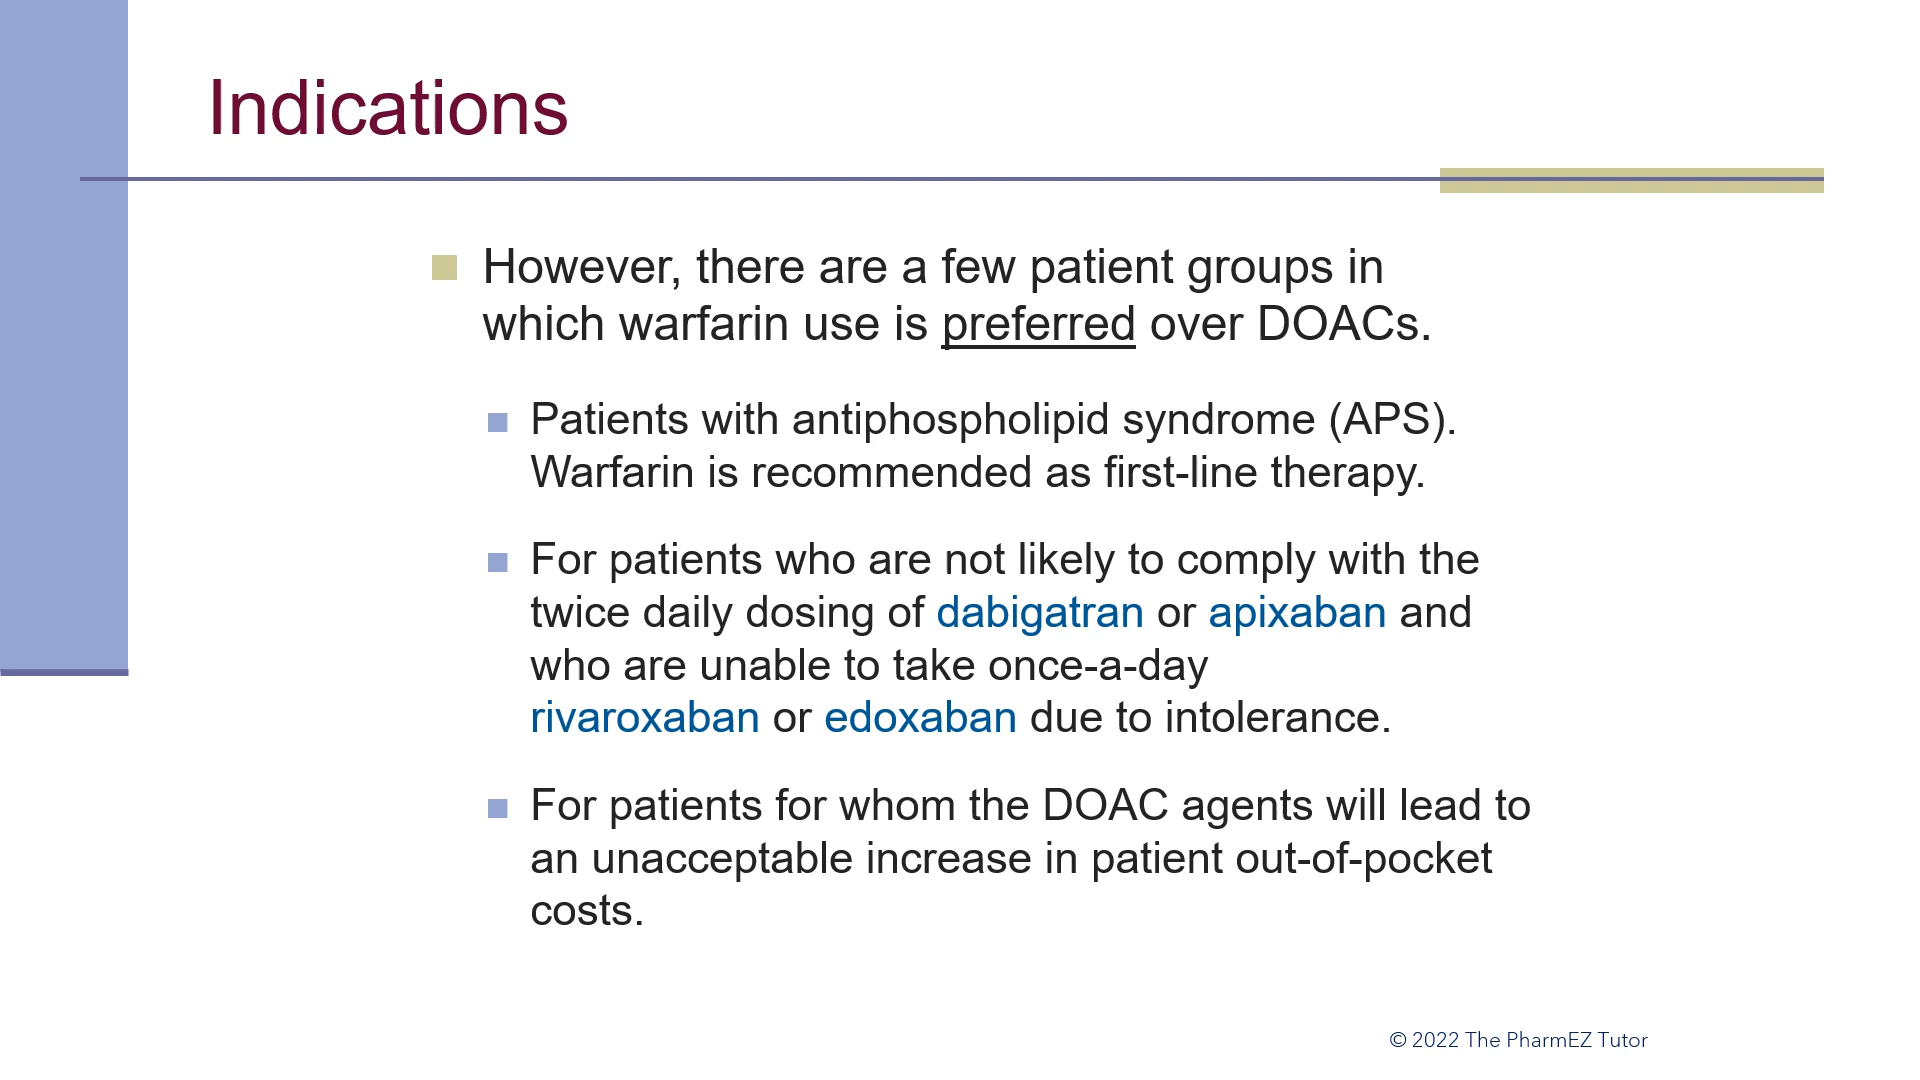 Indications
However, there are a few patient groups in
which warfarin use is preferred over DOACs.
Patients with antiphospholipid syndrome (APS).
Warfarin is recommended as first-line therapy.
For patients who are not likely to comply with the
twice daily dosing of dabigatran or apixaban and
who are unable to take once-a-day
rivaroxaban or edoxaban due to intolerance.
For patients for whom the DOAC agents will lead to
an unacceptable increase in patient out-of-pocket
costs.
© 2022 The PharmEZ Tutor